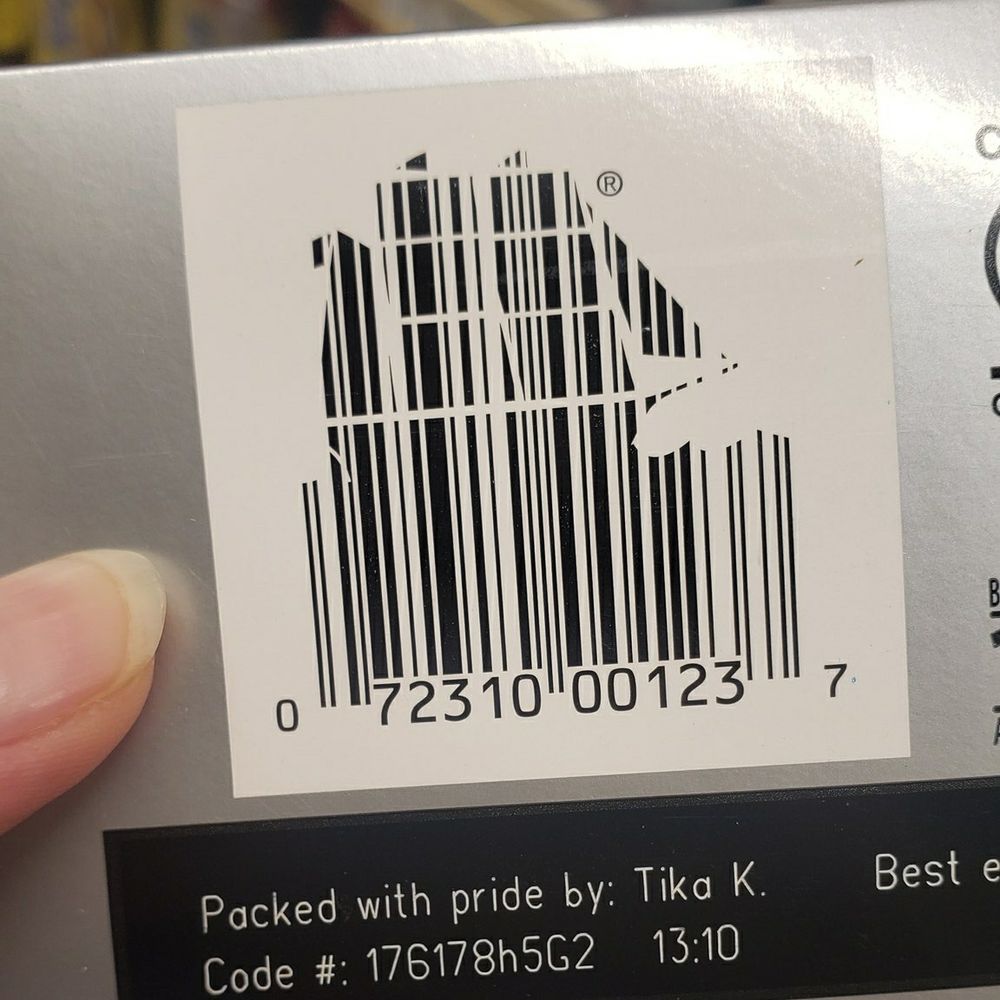 ®
0 72310 00123 7
Packed with pride by: Tika K.
Best e
Code #: 176178h5G2 13:10